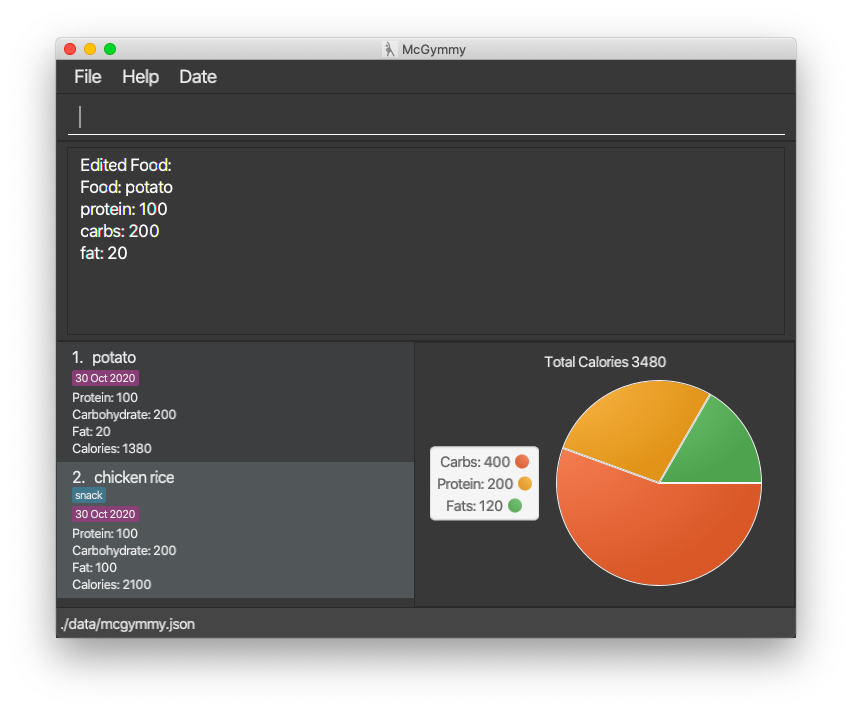 McGymmy
File Help Date
Edited Food:
Food: potato
protein: 100
carbs: 200
fat: 20
1. potato
30 Oct 2020
Protein: 100
Carbohydrate: 200
Fat: 20
Calories: 1380
2. chicken rice
snack
30 Oct 2020
Protein: 100
Carbohydrate: 200
Fat: 100
Calories: 2100
Total Calories 3480
Carbs: 400
Protein: 200
Fats: 120
./data/mcgymmy.json